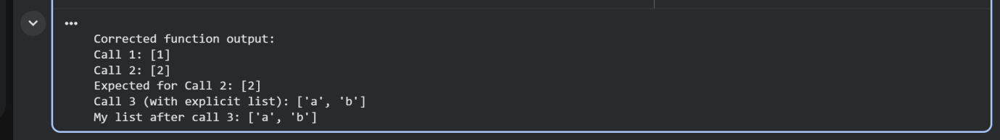 Corrected function output:
Call 1: [1]
Call 2: [2]
Expected for Call 2: [2]
Call 3 (with explicit list): ['a', 'b']
My list after call 3: ['a', 'b']